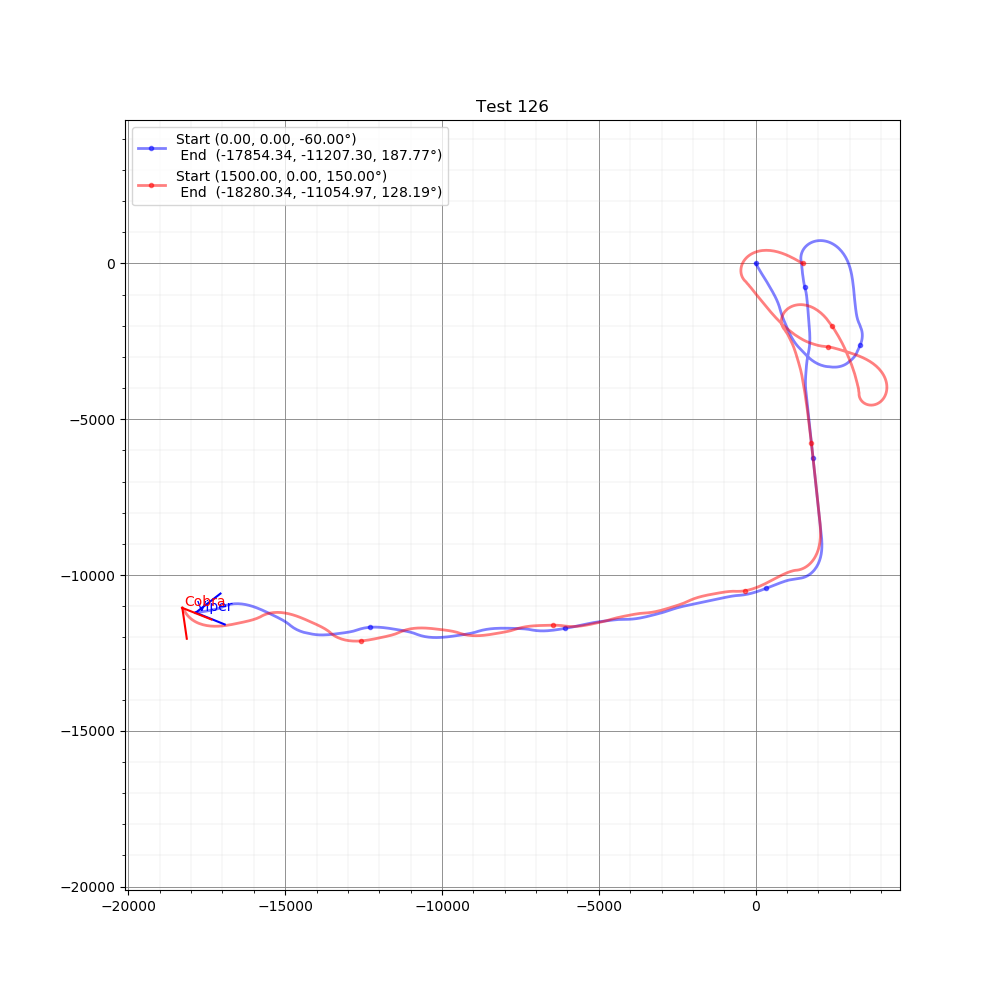 Test 126
Start (0.00, 0.00, -60.00°)
End  (-17854.34, -11207.30, 187.77°)
Start (1500.00, 0.00, 150.00°)
End  (-18280.34, -11054.97, 128.19°)
0
−5000
−10000
−15000
−20000
Cobra
Viper
−20000 −15000 −10000 −5000 0